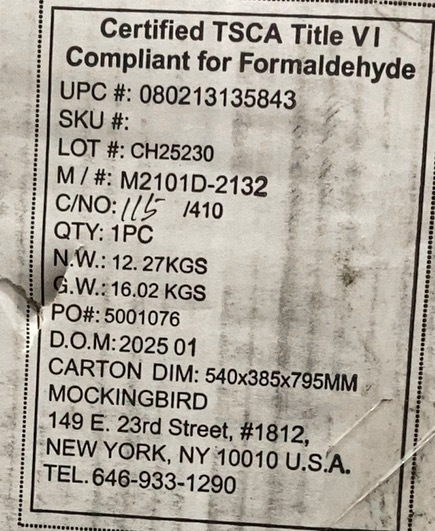 Certified TSCA Title VI
Compliant for Formaldehyde
UPC #: 080213135843
SKU #:
LOT #: CH25230
M / #: M2101D-2132
C/NO: 115 /410
QTY: 1PC
N.W.: 12. 27KGS
G.W.: 16.02 KGS
PO#: 5001076
D.O.M: 2025 01
CARTON DIM: 540x385x795MM
MOCKINGBIRD
149 E. 23rd Street, #1812,
NEW YORK, NY 10010 U.S.A.
TEL. 646-933-1290